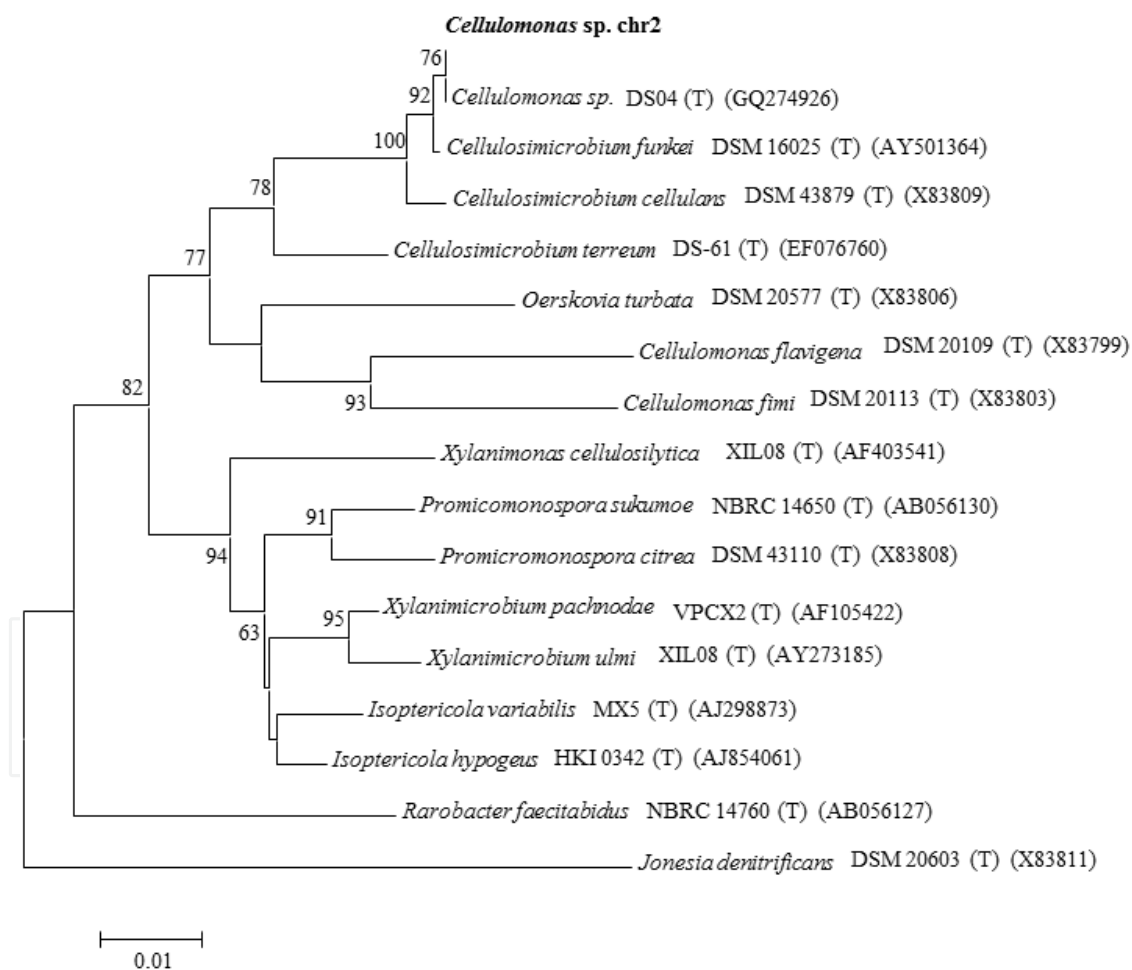 Cellulomonas sp. chr2
76
92
Cellulomonas sp. DS04 (T) (GQ274926)
100
Cellulosimicrobium funkei DSM 16025 (T) (AY501364)
78
Cellulosimicrobium cellulans DSM 43879 (T) (X83809)
77
Cellulosimicrobium terreum DS-61 (T) (EF076760)
Oerskovia turbata DSM 20577 (T) (X83806)
Cellulomonas flavigena DSM 20109 (T) (X83799)
82
93
Cellulomonas fimi DSM 20113 (T) (X83803)
Xylanimonas cellulosilytica XIL08 (T) (AF403541)
91
Promicomonospora sukumoe NBRC 14650 (T) (AB056130)
94
Promicromonospora citrea DSM 43110 (T) (X83808)
95
Xylanimicrobium pachnodae VPCX2 (T) (AF105422)
63
Xylanimicrobium ulmi XIL08 (T) (AY273185)
Isoptericola variabilis MX5 (T) (AJ298873)
Isoptericola hypogeus HKI 0342 (T) (AJ854061)
Rarobacter faecitabidus NBRC 14760 (T) (AB056127)
Jonesia denitrificans DSM 20603 (T) (X83811)
0.01